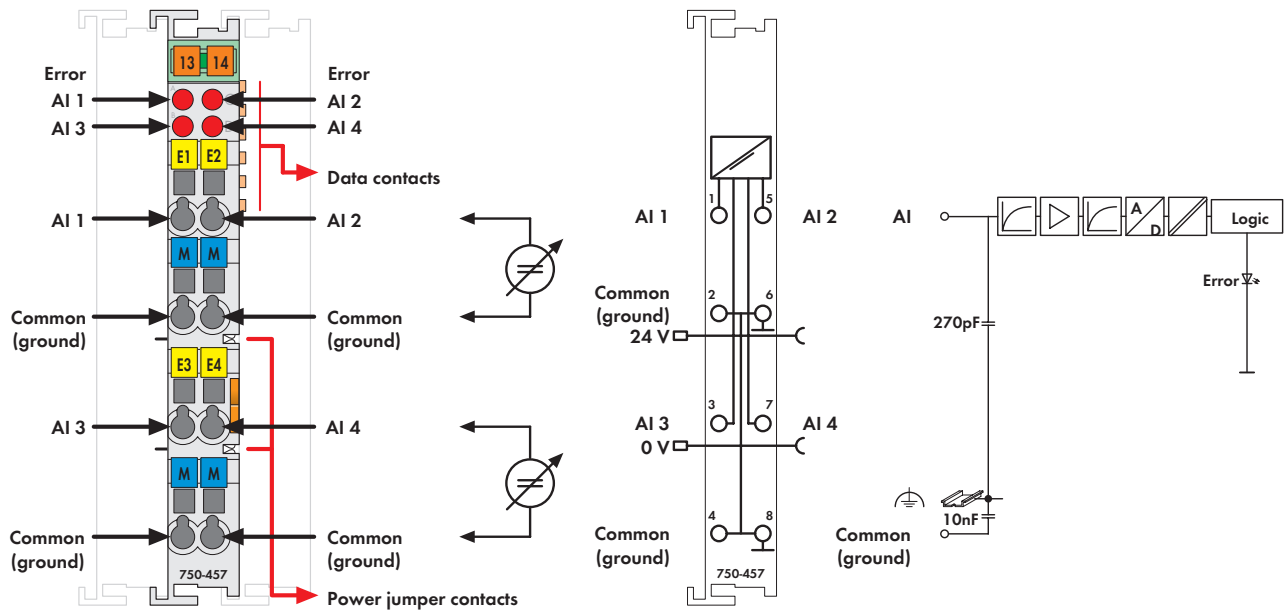 13 14
Error Error
AI 1 AI 2
AI 3 AI 4
E1 E2
Data contacts
AI 1 AI 2
M M
Common
(ground)
Common
(ground)
E3 E4
AI 3 AI 4
M M
Common
(ground)
Common
(ground)
750-457
Power jumper contacts
1 5
AI 1 AI 2
Common
(ground)
2 6
24 V
3 7
AI 3 AI 4
0 V
4 8
Common
(ground)
750-457
AI
A
D
Logic
Error
270pF
10nF
Common
(ground)